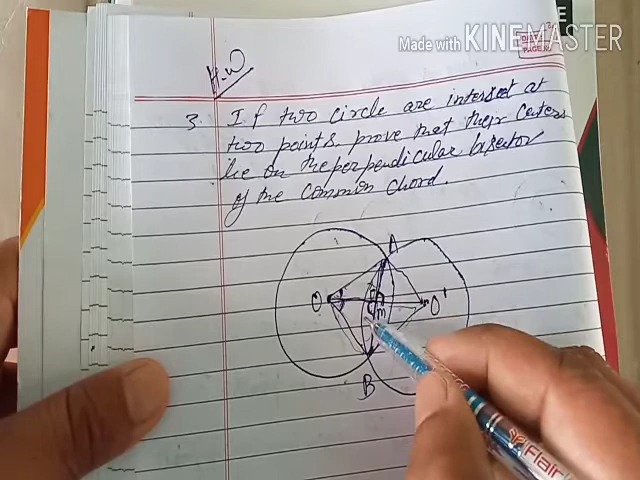 Made with KINEMASTER
PAGE
H.W
3. If two circle are intersect at
two points, prove that their centers
lie on the perpendicular bisector
of the common chord.
A
O
O'
M
B
flair